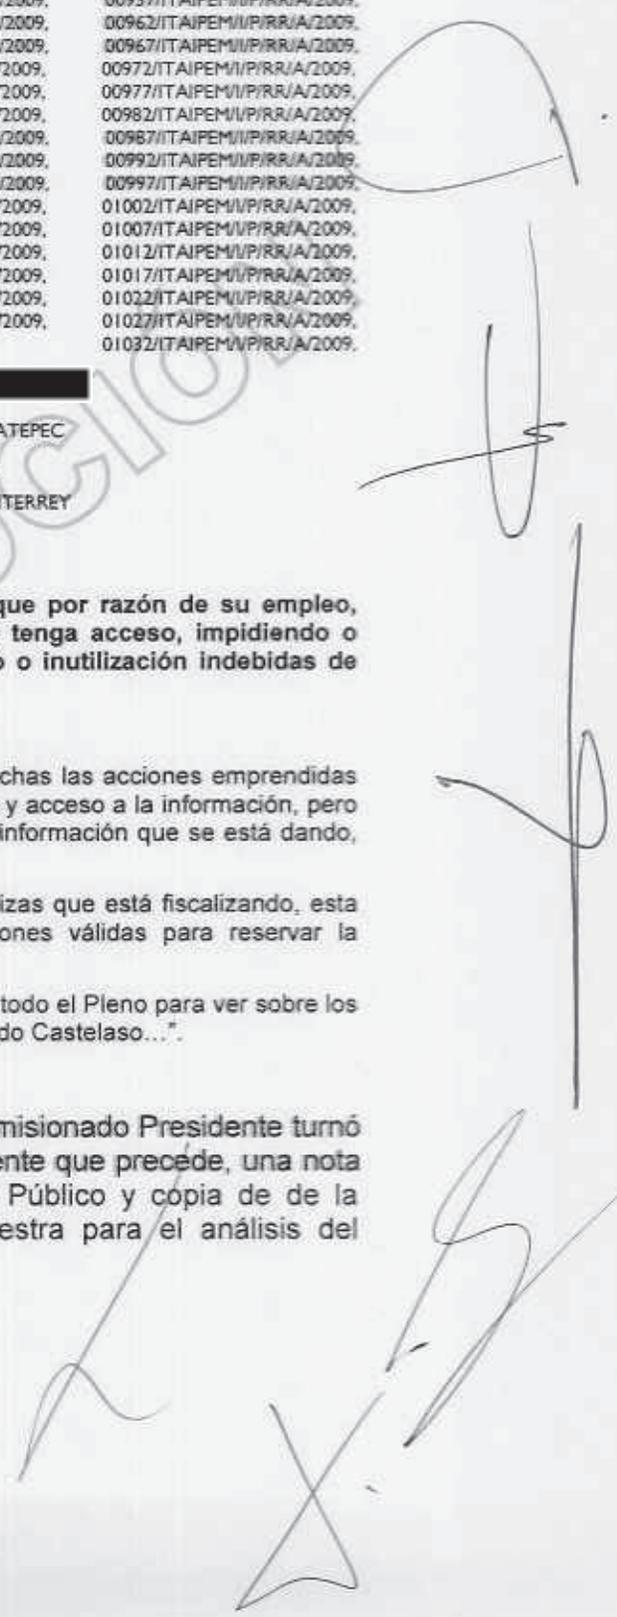 /2009, 00957/ITAIPEM/I/P/RR/A/2009,
/2009, 00962/ITAIPEM/I/P/RR/A/2009,
/2009, 00967/ITAIPEM/I/P/RR/A/2009,
/2009, 00972/ITAIPEM/I/P/RR/A/2009,
/2009, 00977/ITAIPEM/I/P/RR/A/2009,
/2009, 00982/ITAIPEM/I/P/RR/A/2009,
/2009, 00987/ITAIPEM/I/P/RR/A/2009,
/2009, 00992/ITAIPEM/I/P/RR/A/2009,
/2009, 00997/ITAIPEM/I/P/RR/A/2009,
/2009, 01002/ITAIPEM/I/P/RR/A/2009,
/2009, 01007/ITAIPEM/I/P/RR/A/2009,
/2009, 01012/ITAIPEM/I/P/RR/A/2009,
/2009, 01017/ITAIPEM/I/P/RR/A/2009,
/2009, 01022/ITAIPEM/I/P/RR/A/2009,
/2009, 01027/ITAIPEM/I/P/RR/A/2009,
01032/ITAIPEM/I/P/RR/A/2009.
ATEPEC
TERREY
que por razón de su empleo,
tenga acceso, impidiendo o
o o inutilización indebidas de
chas las acciones emprendidas
y acceso a la información, pero
información que se está dando,
izas que está fiscalizando, esta
ones válidas para reservar la
todo el Pleno para ver sobre los
do Castelaso...".
misionado Presidente turnó
ente que precede, una nota
Público y copia de de la
estra para el análisis del
ción